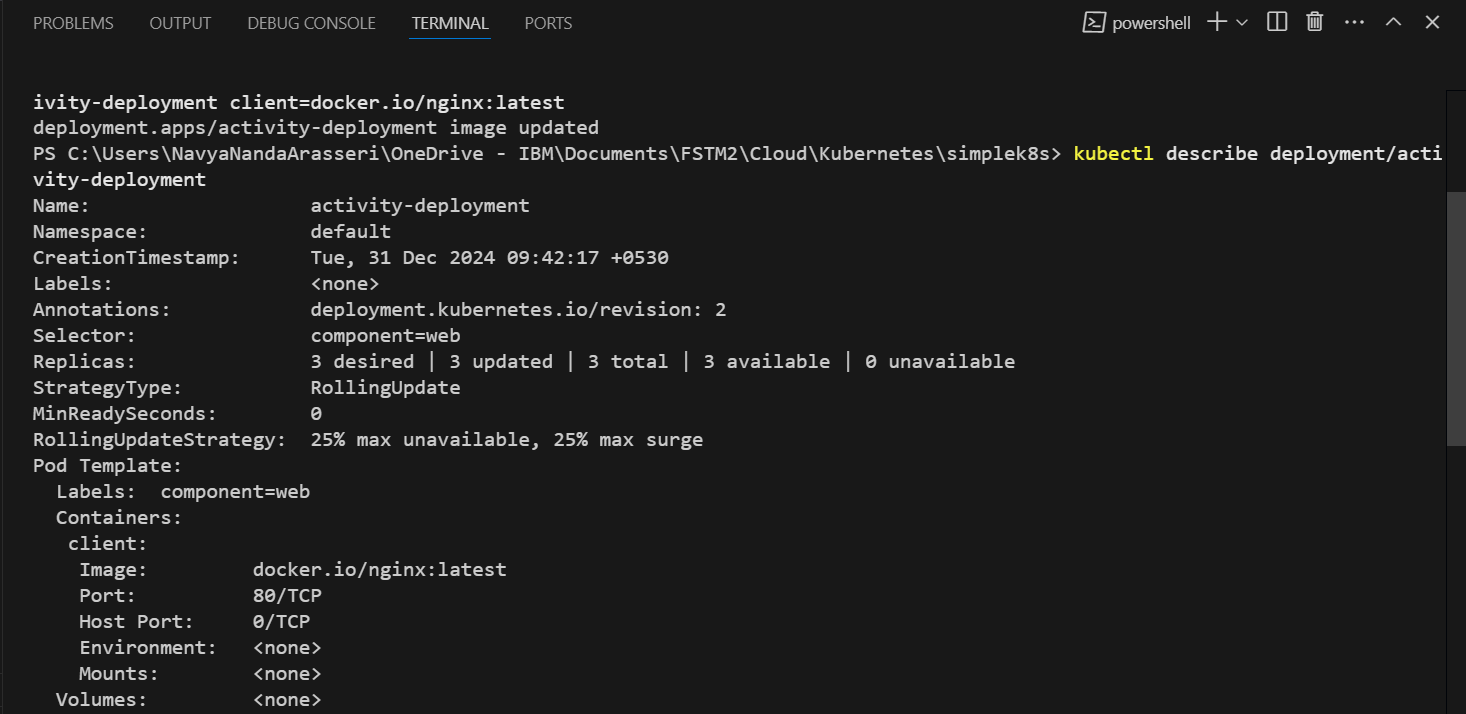 PROBLEMS OUTPUT DEBUG CONSOLE TERMINAL PORTS powershell
ivity-deployment client=docker.io/nginx:latest
deployment.apps/activity-deployment image updated
PS C:\Users\NavyaNandaArasseri\OneDrive - IBM\Documents\FSTM2\Cloud\Kubernetes\simplek8s> kubectl describe deployment/acti
vity-deployment
Name:                   activity-deployment
Namespace:              default
CreationTimestamp:      Tue, 31 Dec 2024 09:42:17 +0530
Labels:                 <none>
Annotations:            deployment.kubernetes.io/revision: 2
Selector:               component=web
Replicas:               3 desired | 3 updated | 3 total | 3 available | 0 unavailable
StrategyType:           RollingUpdate
MinReadySeconds:        0
RollingUpdateStrategy:  25% max unavailable, 25% max surge
Pod Template:
  Labels:  component=web
  Containers:
   client:
    Image:         docker.io/nginx:latest
    Port:          80/TCP
    Host Port:     0/TCP
    Environment:   <none>
    Mounts:        <none>
  Volumes:         <none>